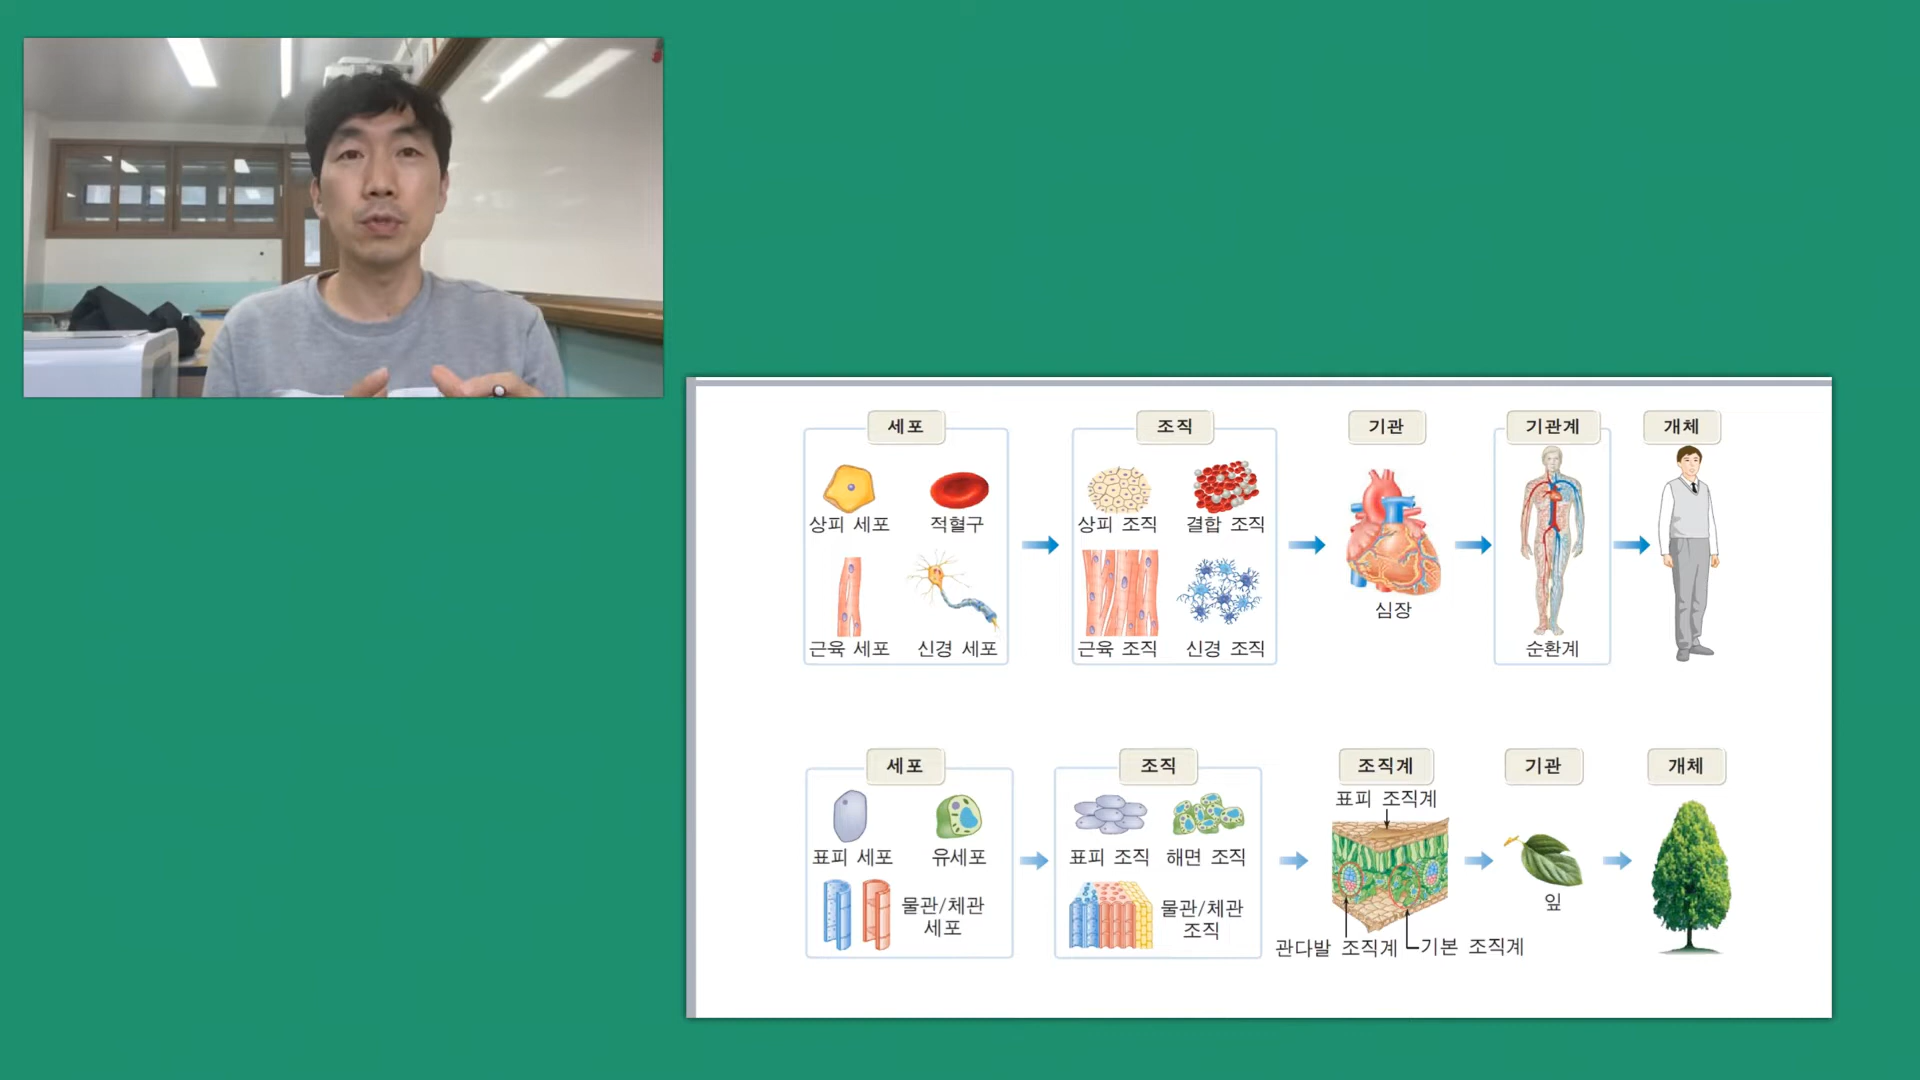 세포
조직
기관
기관계
개체
상피 세포
적혈구
상피 조직
결합 조직
심장
근육 세포
신경 세포
근육 조직
신경 조직
순환계
세포
조직
조직계
기관
개체
표피 조직계
표피 세포
유세포
표피 조직
해면 조직
물관/체관
세포
물관/체관
조직
잎
관다발 조직계
기본 조직계